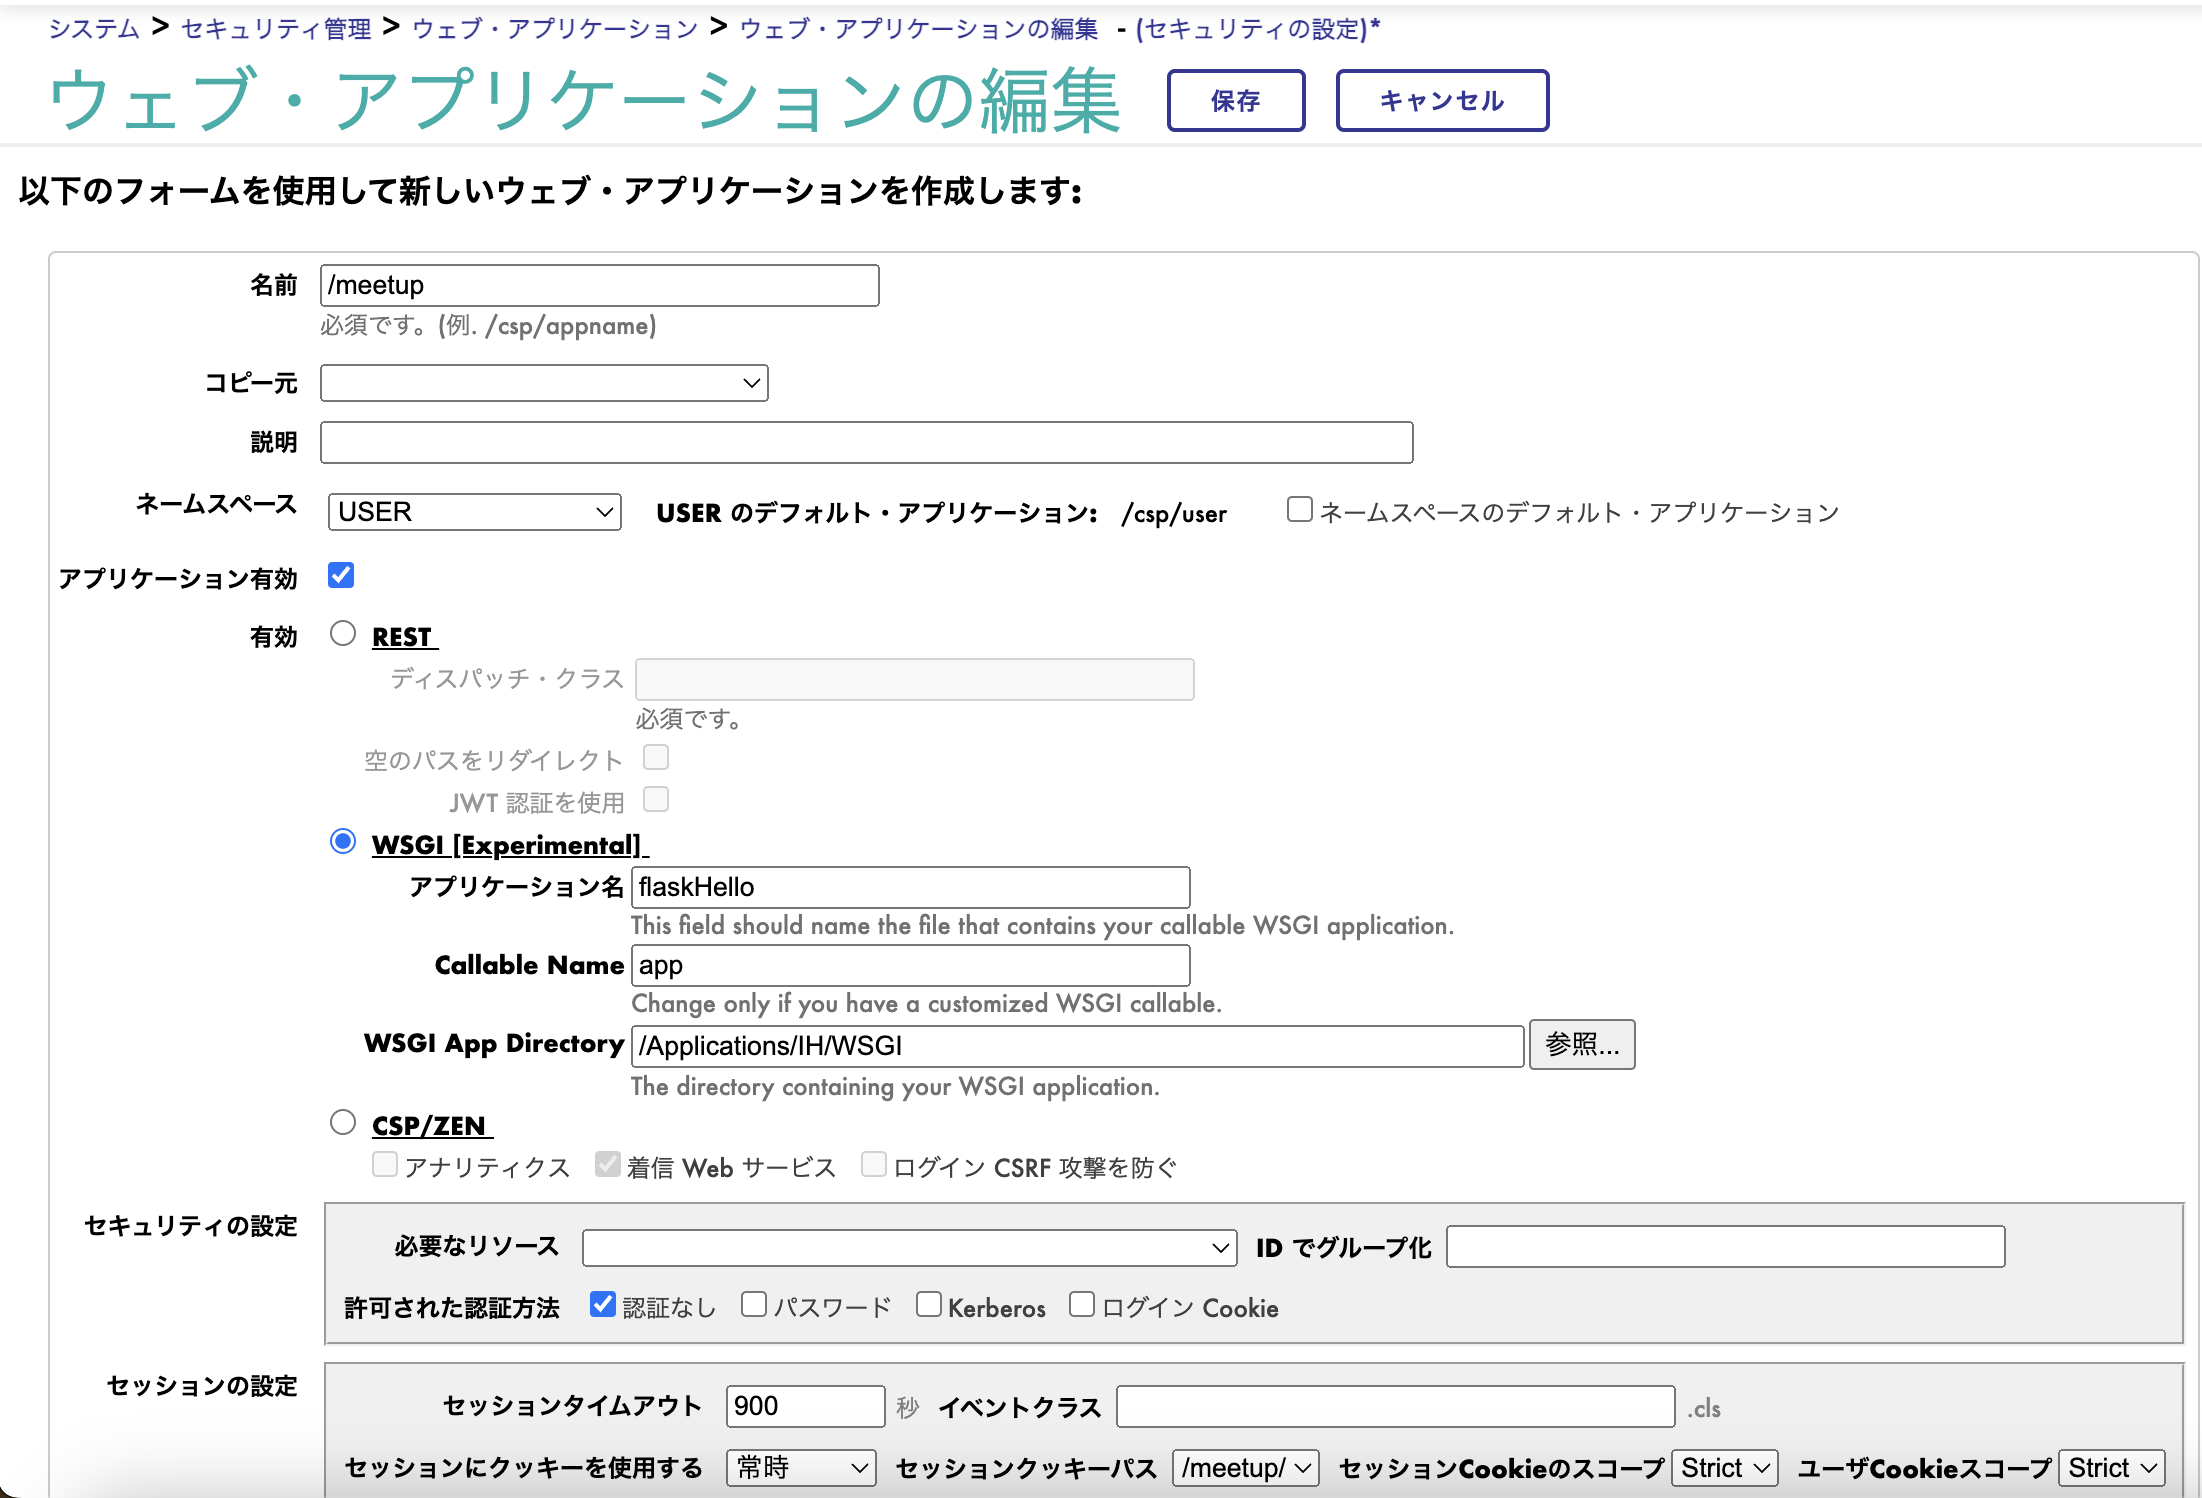 システム > セキュリティ管理 > ウェブ・アプリケーション > ウェブ・アプリケーションの編集 - (セキュリティの設定)*
ウェブ・アプリケーションの編集 保存 キャンセル
以下のフォームを使用して新しいウェブ・アプリケーションを作成します:
名前 /meetup
必須です。(例. /csp/appname)
コピー元
説明
ネームスペース USER USER のデフォルト・アプリケーション: /csp/user ネームスペースのデフォルト・アプリケーション
アプリケーション有効
有効 REST
ディスパッチ・クラス
必須です。
空のパスをリダイレクト
JWT 認証を使用
WSGI [Experimental]
アプリケーション名 flaskHello
This field should name the file that contains your callable WSGI application.
Callable Name app
Change only if you have a customized WSGI callable.
WSGI App Directory /Applications/IH/WSGI 参照...
The directory containing your WSGI application.
CSP/ZEN
アナリティクス 着信 Web サービス ログイン CSRF 攻撃を防ぐ
セキュリティの設定 必要なリソース ID でグループ化
許可された認証方法 認証なし パスワード Kerberos ログイン Cookie
セッションの設定 セッションタイムアウト 900 秒 イベントクラス .cls
セッションにクッキーを使用する 常時 セッションクッキーパス /meetup/ セッションCookieのスコープ Strict ユーザCookieスコープ Strict